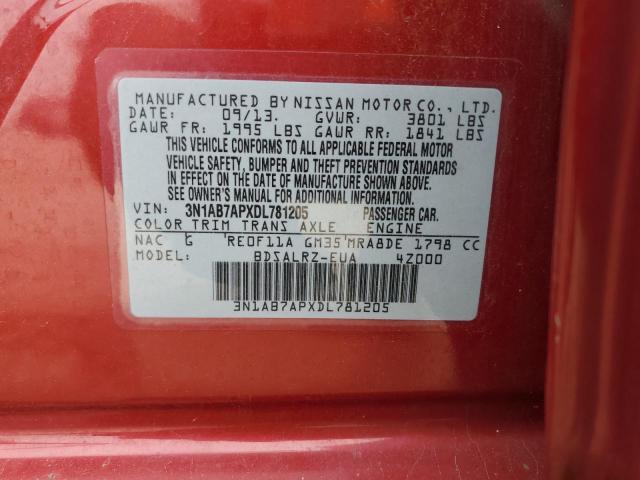 MANUFACTURED BY NISSAN MOTOR CO., LTD.
DATE: 09/13. GVWR: 3801 LBS
GAWR FR: 1995 LBS GAWR RR: 1841 LBS
THIS VEHICLE CONFORMS TO ALL APPLICABLE FEDERAL MOTOR
VEHICLE SAFETY, BUMPER AND THEFT PREVENTION STANDARDS
IN EFFECT ON THE DATE OF MANUFACTURE SHOWN ABOVE.
SEE OWNER'S MANUAL FOR ADDITIONAL INFORMATION.
VIN: 3N1AB7APXDL781205 PASSENGER CAR.
COLOR TRIM TRANS AXLE ENGINE
NAC G RE0F11A GM35 MRA8DE 1798 CC
BDSALRZ-EUA 4Z000
3N1AB7APXDL781205